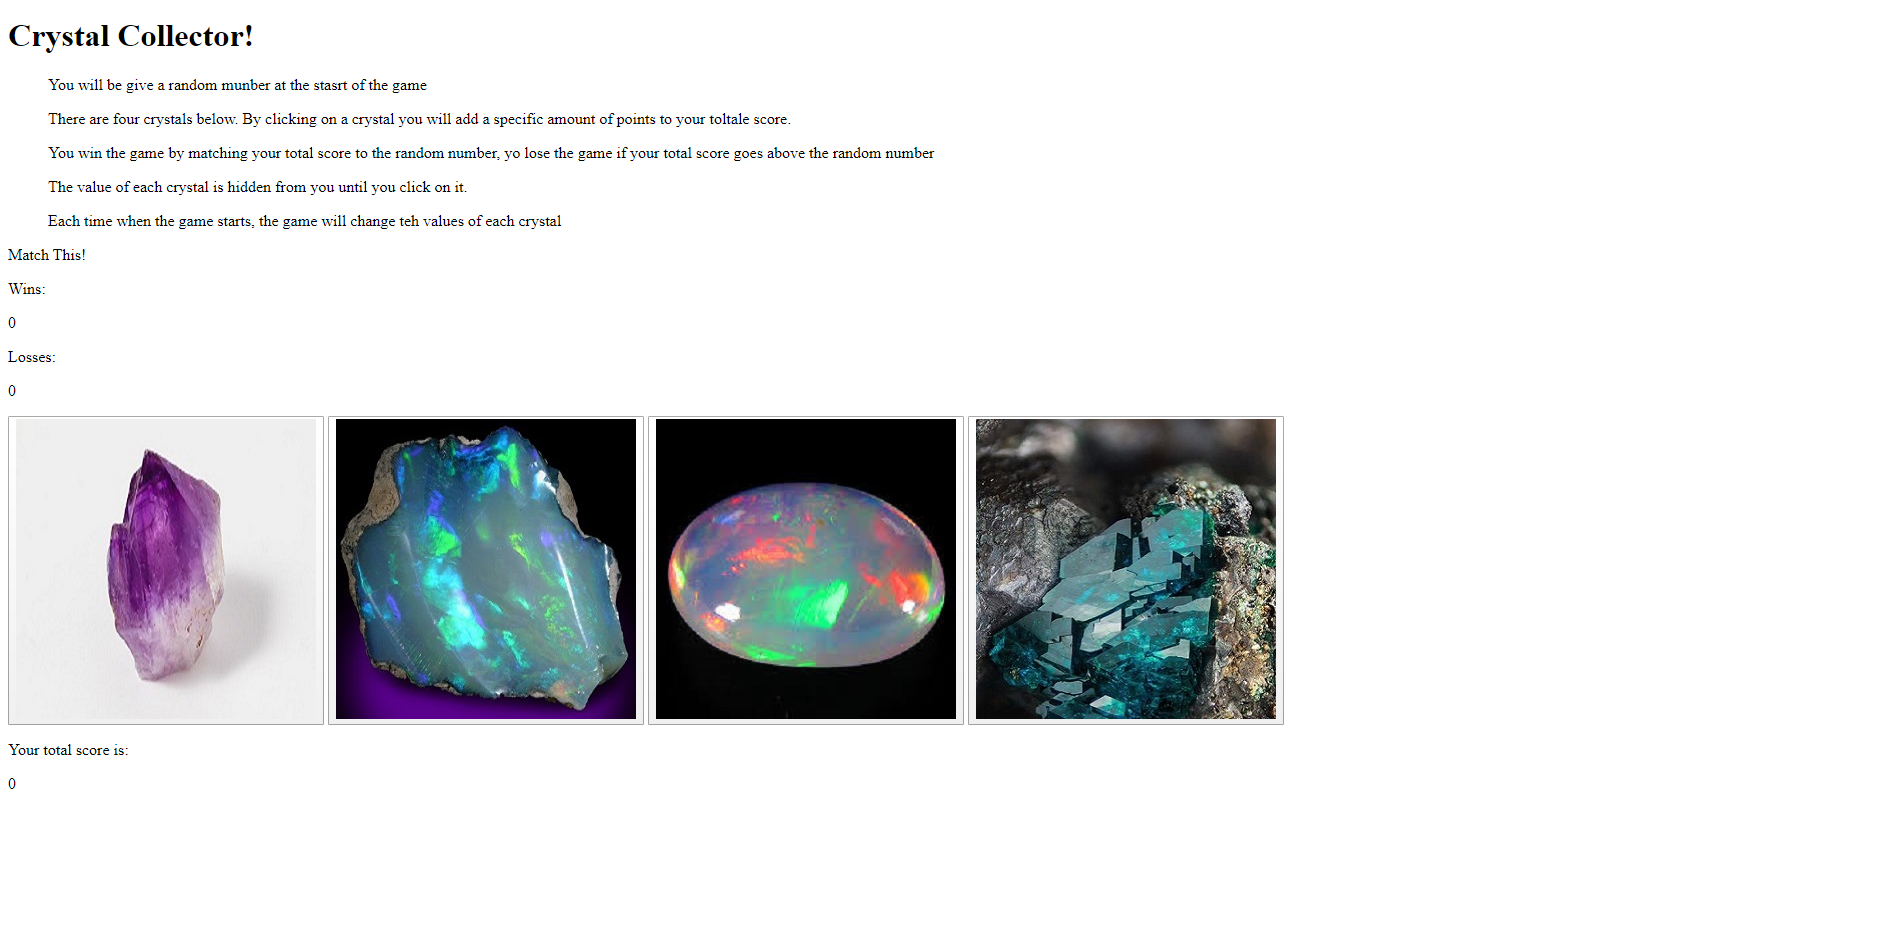 Crystal Collector!
You will be give a random munber at the stasrt of the game
There are four crystals below. By clicking on a crystal you will add a specific amount of points to your toltale score.
You win the game by matching your total score to the random number, yo lose the game if your total score goes above the random number
The value of each crystal is hidden from you until you click on it.
Each time when the game starts, the game will change teh values of each crystal
Match This!
Wins:
0
Losses:
0
Your total score is:
0